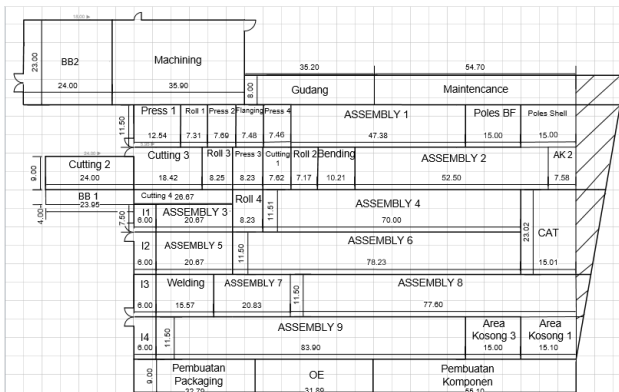 BB2
Machining
23.00
24.00
35.90
35.20
54.70
8.00
Gudang
Maintencance
11.50
Press 1
Roll 1
Press 2
Flanging
Press 4
ASSEMBLY 1
Poles BF
Poles Shell
12.54
7.31
7.69
7.48
7.46
47.38
15.00
15.00
9.00
Cutting 2
24.00
Cutting 3
Roll 3
Press 3
Cutting
1
Roll 2
Bending
ASSEMBLY 2
AK 2
18.42
8.25
8.23
7.62
7.17
10.21
52.50
7.58
BB 1
23.95
4.00
7.50
Cutting 4 26.67
Roll 4
11.51
ASSEMBLY 4
I1
ASSEMBLY 3
6.00
20.67
8.23
70.00
23.02
CAT
15.01
I2
ASSEMBLY 5
11.50
ASSEMBLY 6
6.00
20.67
78.23
I3
Welding
ASSEMBLY 7
11.50
ASSEMBLY 8
6.00
15.57
20.83
77.60
I4
11.50
ASSEMBLY 9
Area
Kosong 3
Area
Kosong 1
6.00
83.90
15.00
15.10
9.00
Pembuatan
Packaging
32.79
OE
31.89
Pembuatan
Komponen
55.10